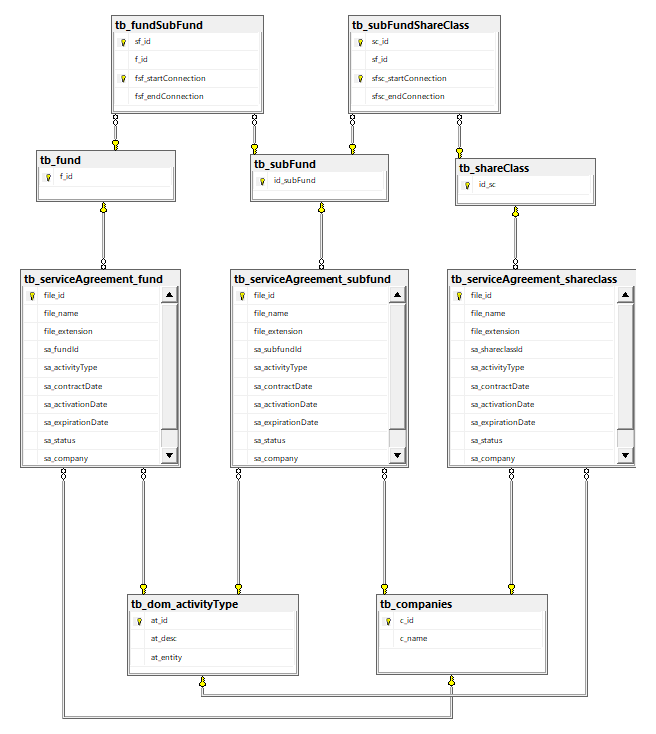 tb_fundSubFund
sf_id
f_id
fsf_startConnection
fsf_endConnection
tb_subFundShareClass
sc_id
sf_id
sfsc_startConnection
sfsc_endConnection
tb_fund
f_id
tb_subFund
id_subFund
tb_shareClass
id_sc
tb_serviceAgreement_fund
file_id
file_name
file_extension
sa_fundId
sa_activityType
sa_contractDate
sa_activationDate
sa_expirationDate
sa_status
sa_company
tb_serviceAgreement_subfund
file_id
file_name
file_extension
sa_subfundId
sa_activityType
sa_contractDate
sa_activationDate
sa_expirationDate
sa_status
sa_company
tb_serviceAgreement_shareclass
file_id
file_name
file_extension
sa_shareclassId
sa_activityType
sa_contractDate
sa_activationDate
sa_expirationDate
sa_status
sa_company
tb_dom_activityType
at_id
at_desc
at_entity
tb_companies
c_id
c_name